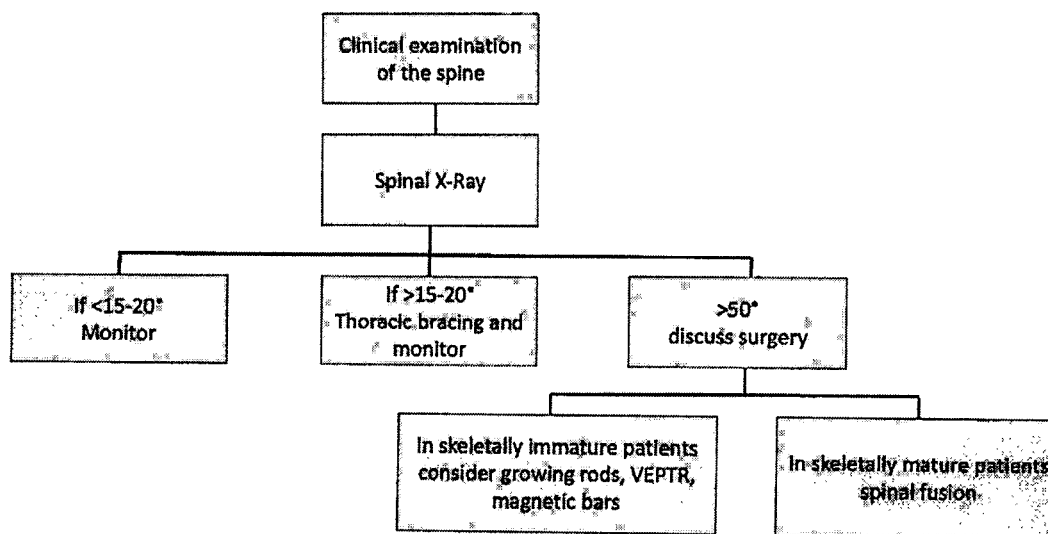 Clinical examination
of the spine
Spinal X-Ray
If <15-20°
Monitor
If >15-20°
Thoracic bracing and
monitor
>50°
discuss surgery
In skeletally immature patients
consider growing rods, VEPTR,
magnetic bars
In skeletally mature patients
spinal fusion